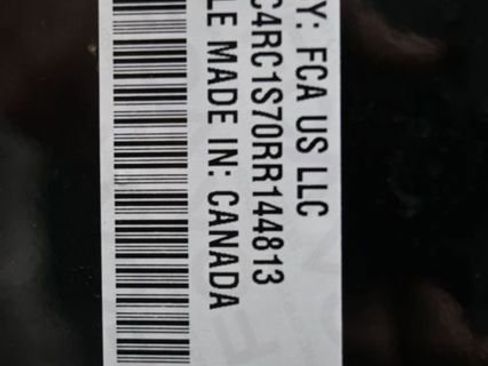 Y: FCA US LLC
C4RC1S70RR144813
LE MADE IN: CANADA